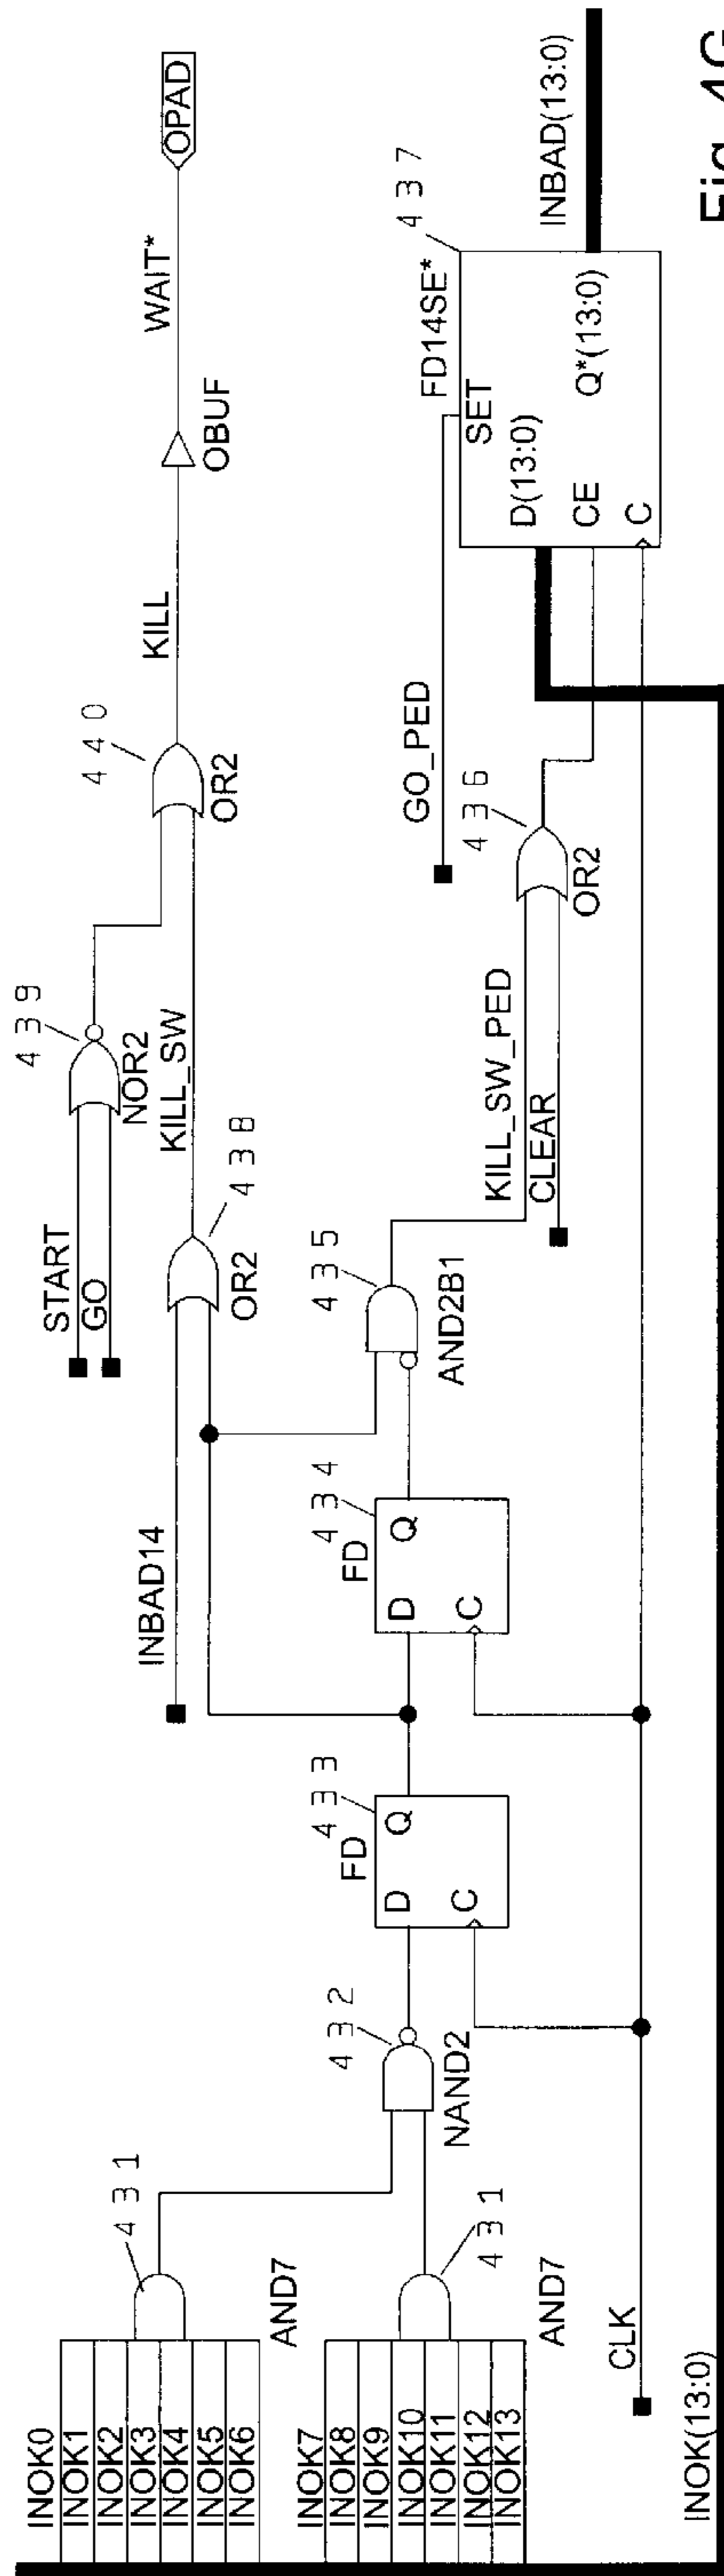 INOK0
INOK1
INOK2
INOK3
INOK4
INOK5
INOK6
431
AND7
INOK7
INOK8
INOK9
INOK10
INOK11
INOK12
INOK13
431
AND7
432
NAND2
433
FD
D
Q
C
434
FD
D
Q
C
INBAD14
435
AND2B1
438
OR2
START
GO
439
NOR2
KILL_SW
440
OR2
KILL
OBUF
WAIT*
OPAD
KILL_SW_PED
CLEAR
436
OR2
GO_PED
437
FD14SE*
SET
D(13:0)
CE
C
Q*(13:0)
INBAD(13:0)
CLK
INOK(13:0)